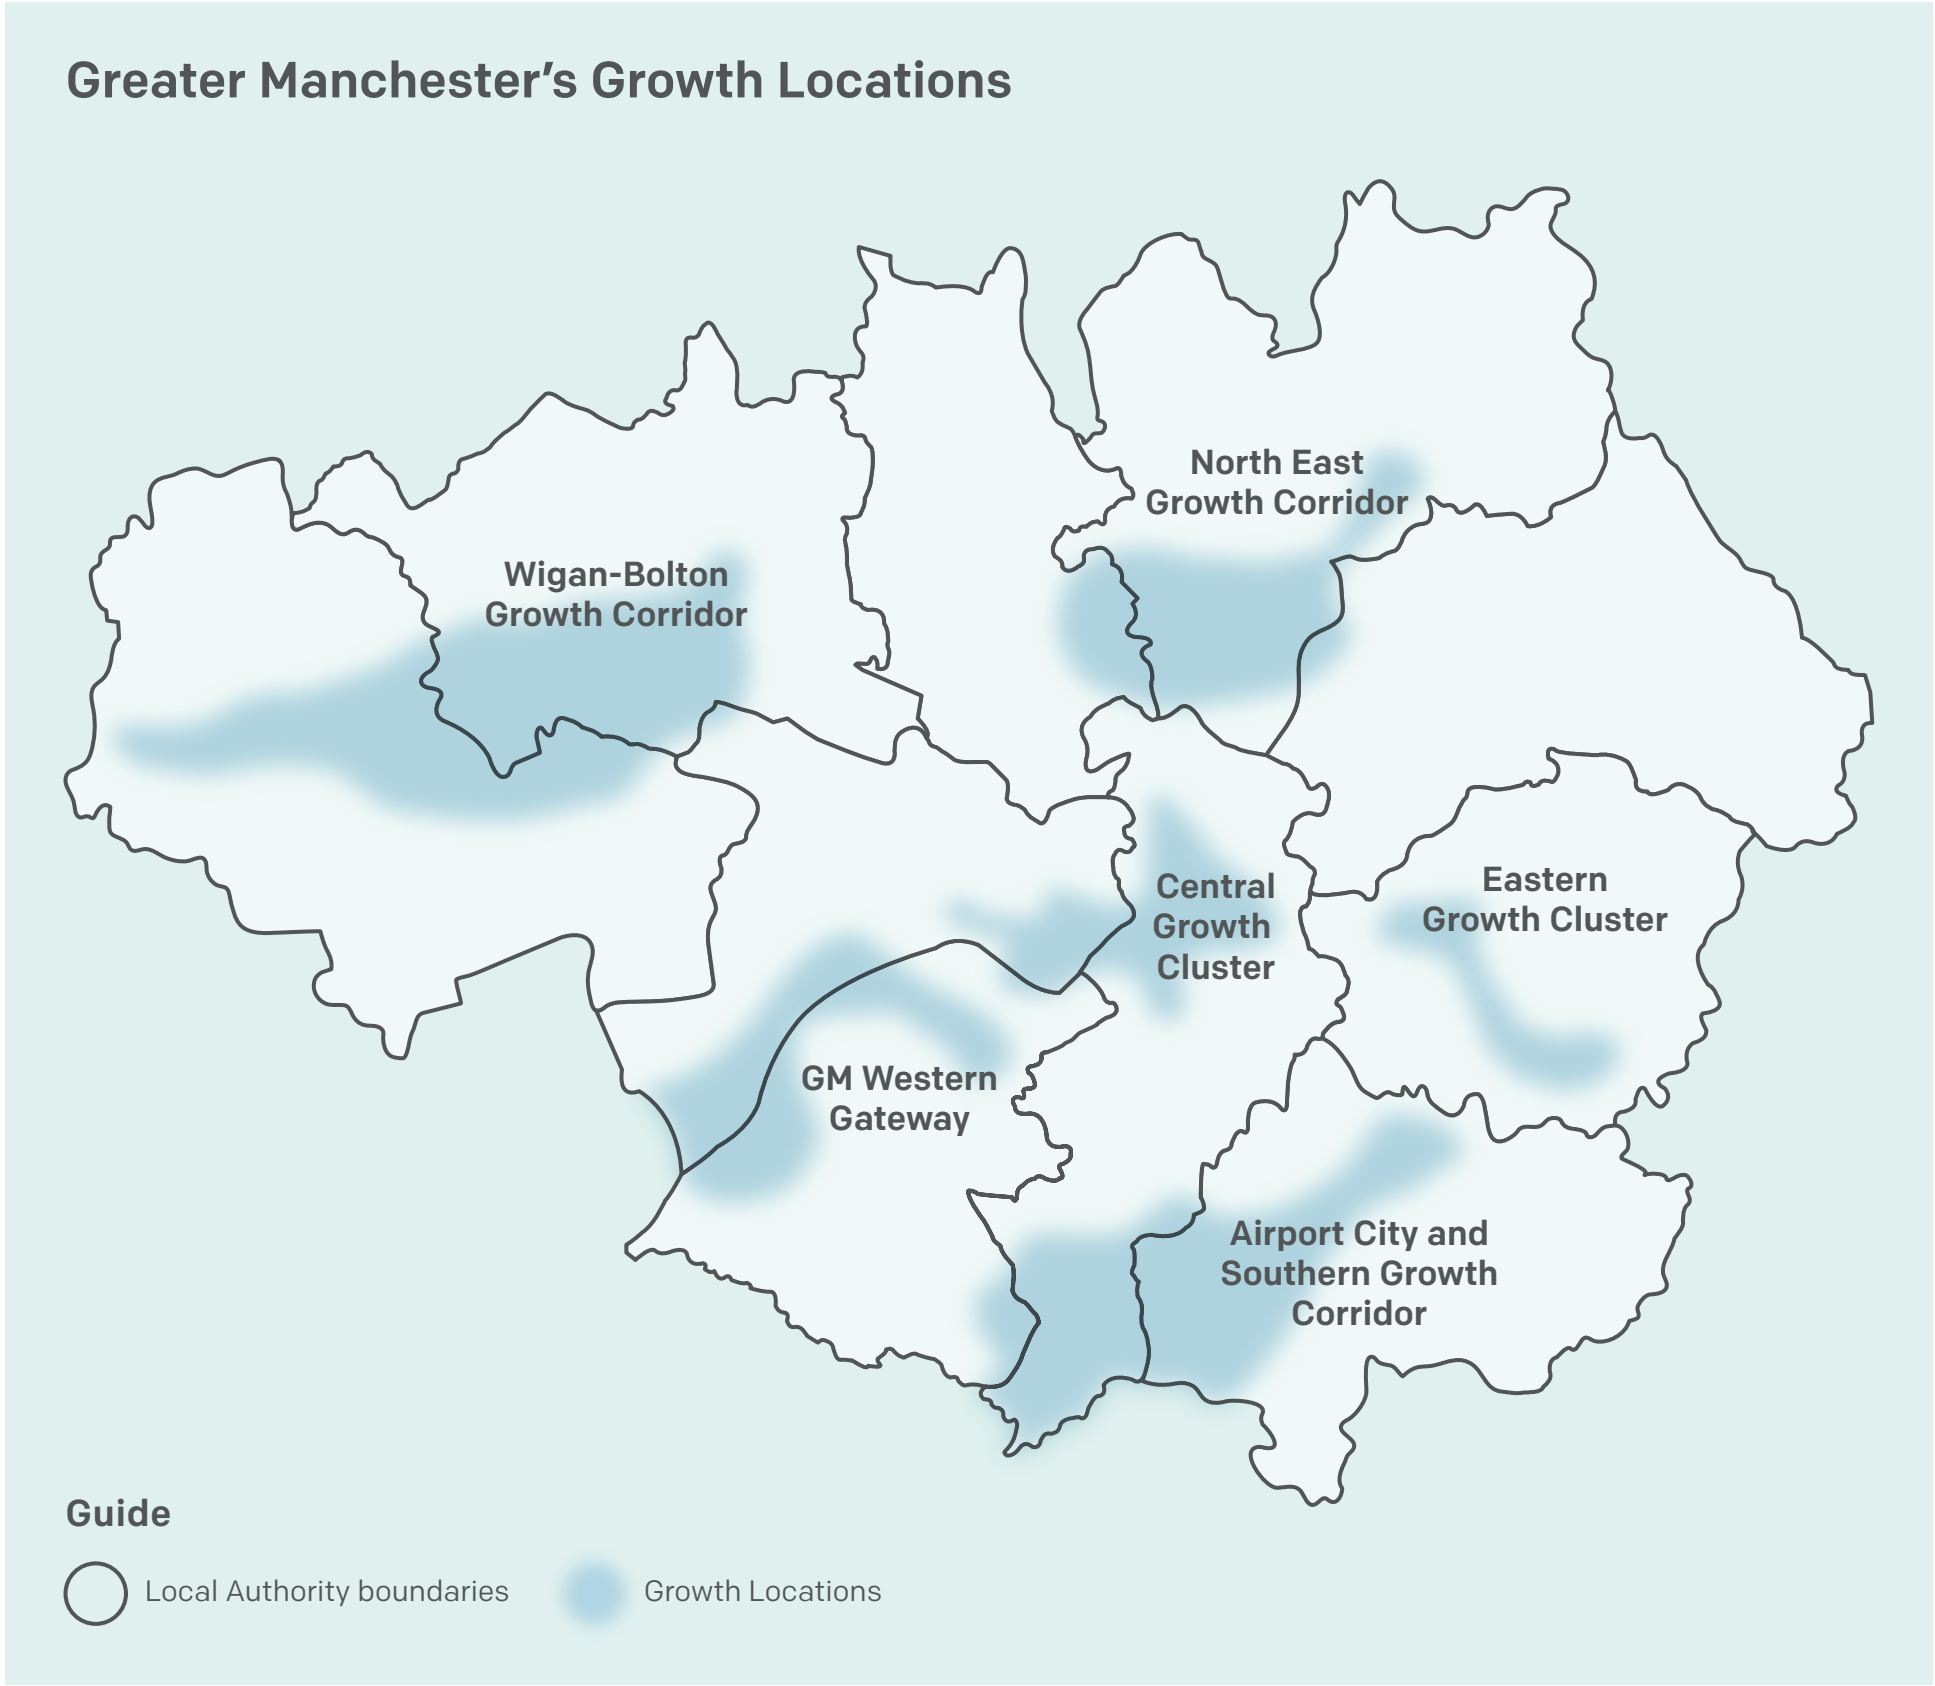 Greater Manchester’s Growth Locations
North East
Growth Corridor
Wigan-Bolton
Growth Corridor
Central
Growth
Cluster
Eastern
Growth Cluster
GM Western
Gateway
Airport City and
Southern Growth
Corridor
Guide
Local Authority boundaries
Growth Locations